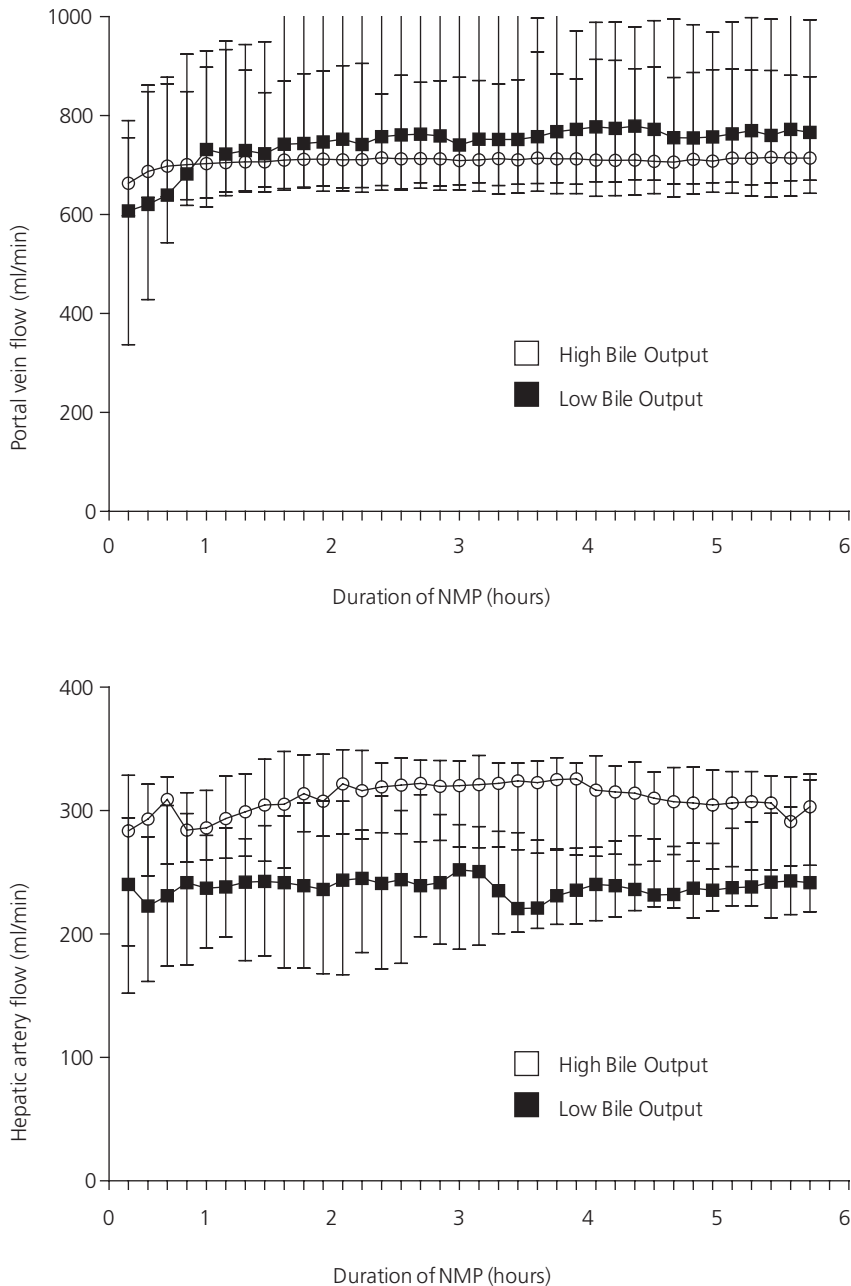 1000
800
600
400
200
0
Portal vein flow (ml/min)
High Bile Output
Low Bile Output
0 1 2 3 4 5 6
Duration of NMP (hours)
400
300
200
100
0
Hepatic artery flow (ml/min)
High Bile Output
Low Bile Output
0 1 2 3 4 5 6
Duration of NMP (hours)